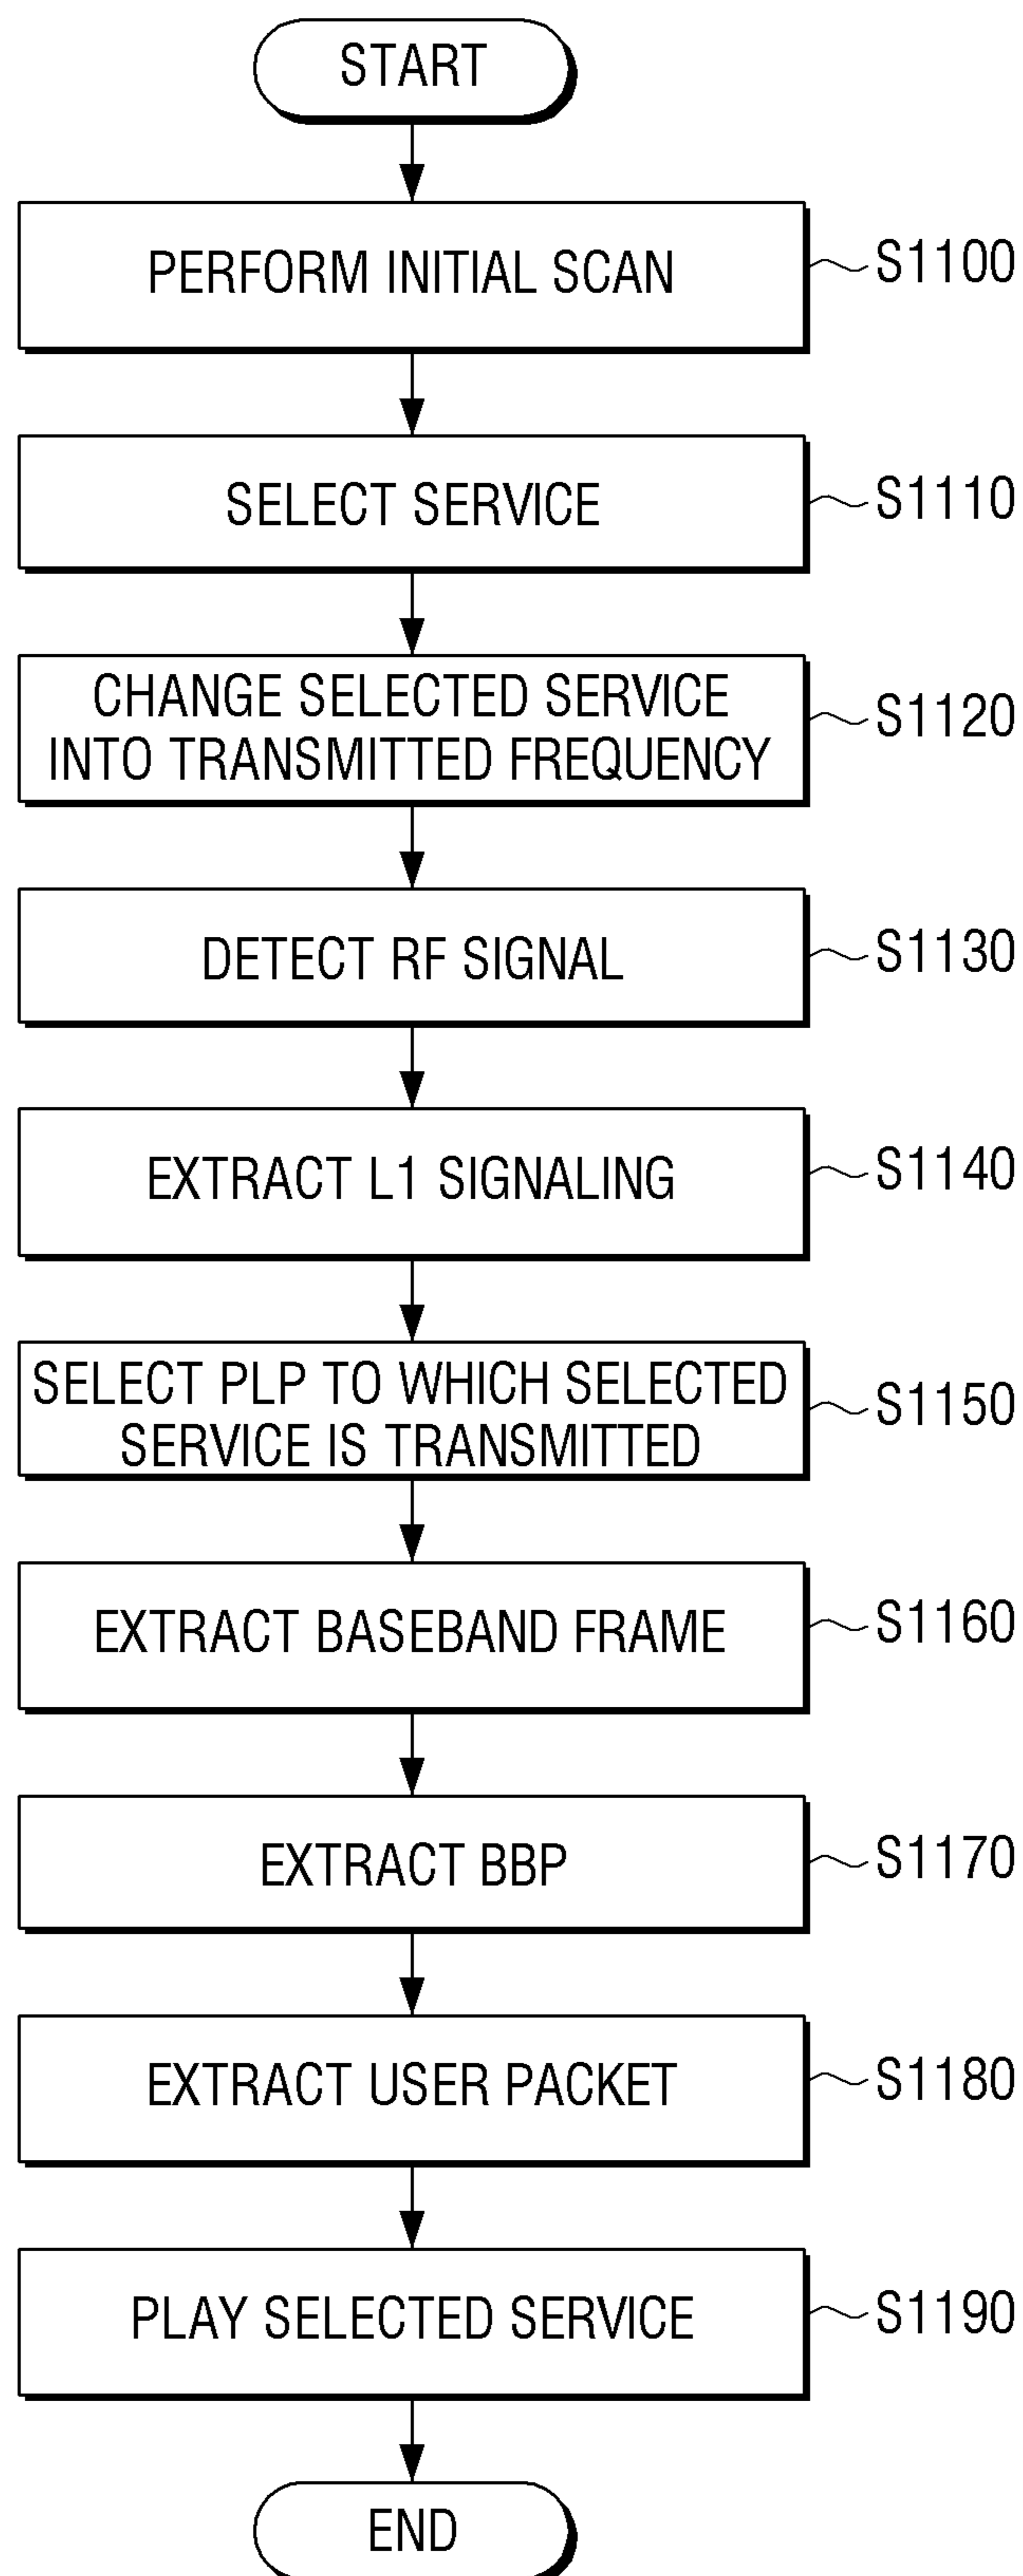 START
PERFORM INITIAL SCAN
S1100
SELECT SERVICE
S1110
CHANGE SELECTED SERVICE
INTO TRANSMITTED FREQUENCY
S1120
DETECT RF SIGNAL
S1130
EXTRACT L1 SIGNALING
S1140
SELECT PLP TO WHICH SELECTED
SERVICE IS TRANSMITTED
S1150
EXTRACT BASEBAND FRAME
S1160
EXTRACT BBP
S1170
EXTRACT USER PACKET
S1180
PLAY SELECTED SERVICE
S1190
END